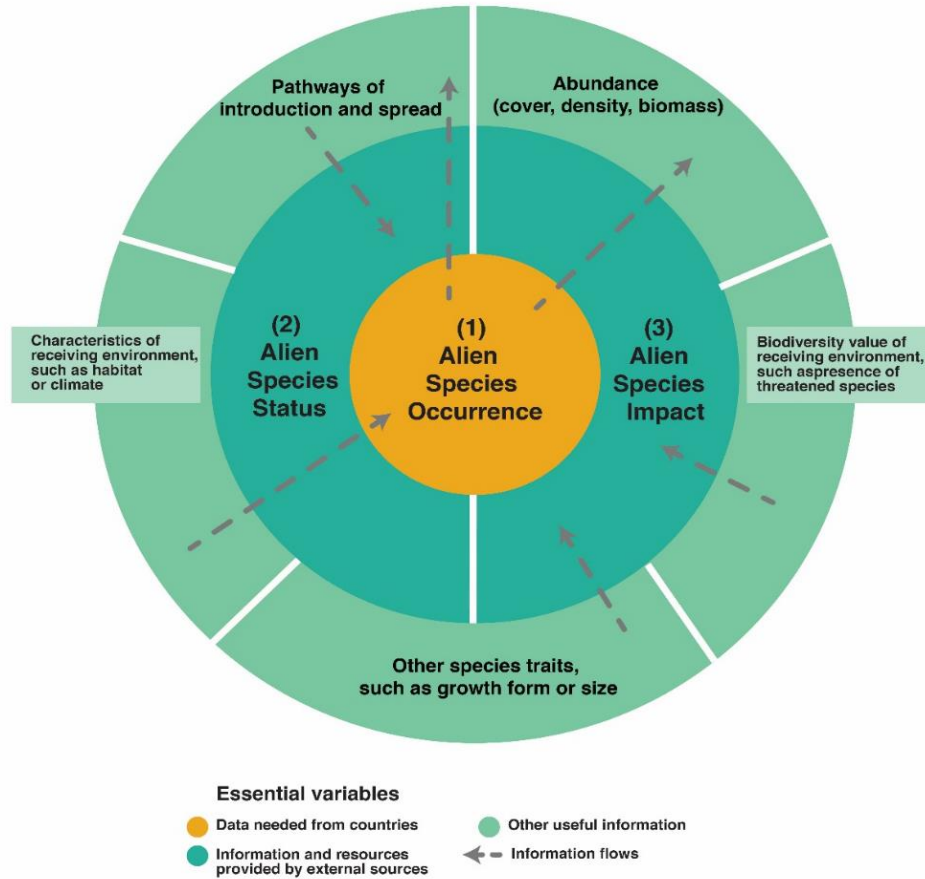 Pathways of
introduction and spread
Abundance
(cover, density, biomass)
Characteristics of
receiving environment,
such as habitat
or climate
(2)
Alien
Species
Status
(1)
Alien
Species
Occurrence
(3)
Alien
Species
Impact
Biodiversity value of
receiving environment,
such aspresence of
threatened species
Other species traits,
such as growth form or size
Essential variables
Data needed from countries
Information and resources
provided by external sources
Other useful information
Information flows